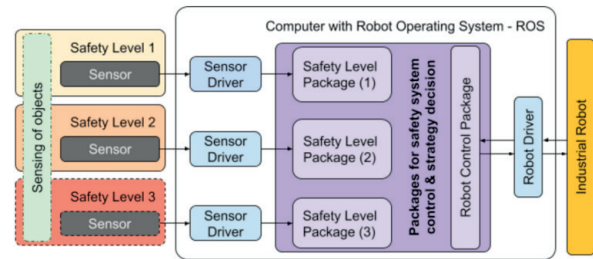 Computer with Robot Operating System - ROS
Sensing of objects
Safety Level 1
Sensor
Sensor
Driver
Safety Level
Package (1)
Safety Level 2
Sensor
Sensor
Driver
Safety Level
Package (2)
Safety Level 3
Sensor
Sensor
Driver
Safety Level
Package (3)
Packages for safety system
control & strategy decision
Robot Control Package
Robot Driver
Industrial Robot